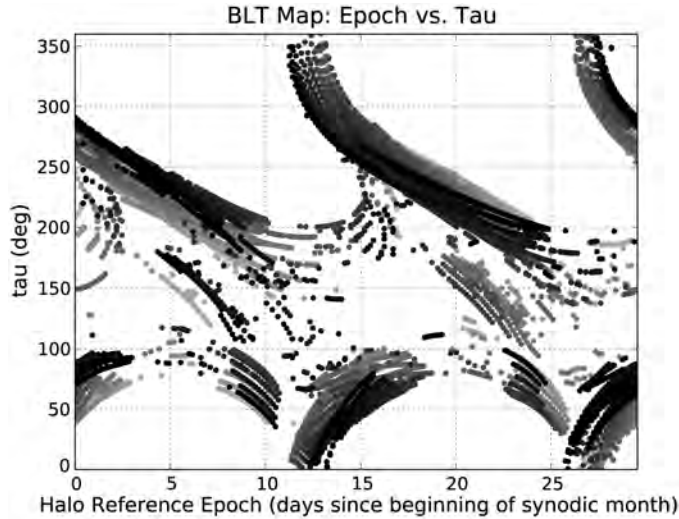 BLT Map: Epoch vs. Tau
350
300
250
200
150
100
50
0
tau (deg)
0 5 10 15 20 25
Halo Reference Epoch (days since beginning of synodic month)